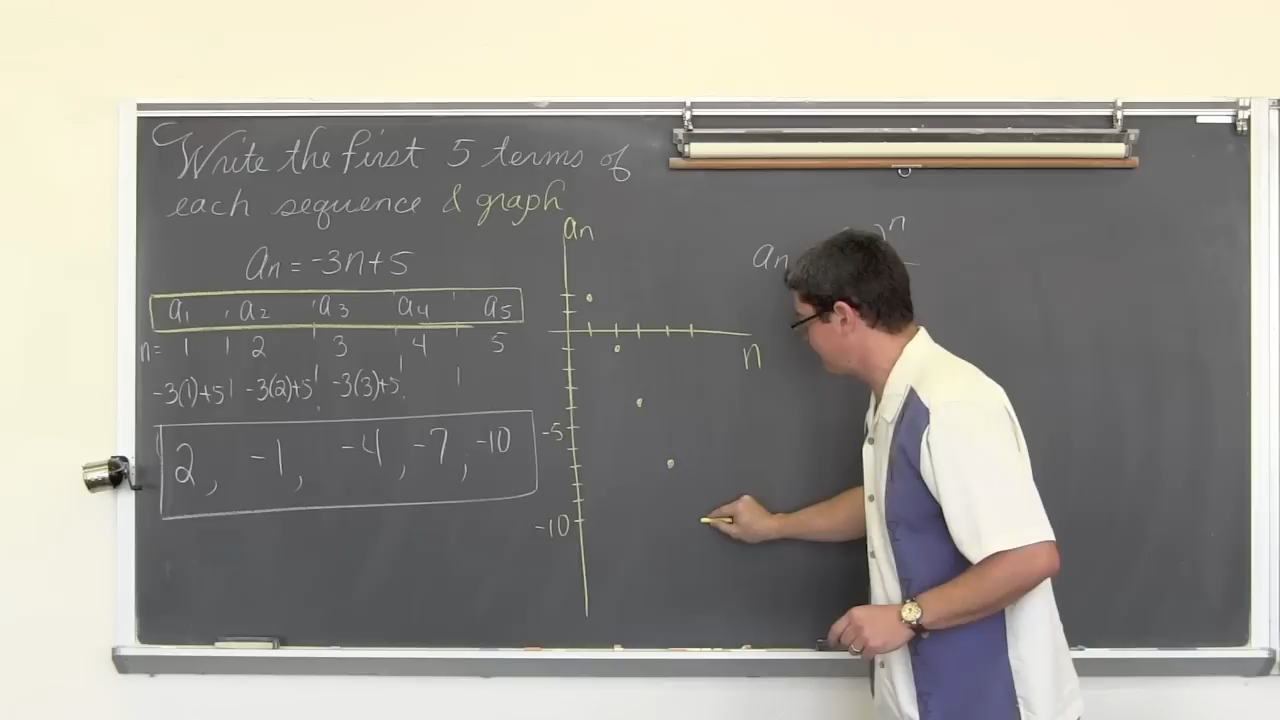 Write the first 5 terms of
each sequence & graph
an = -3n+5
a1 a2 a3 a4 a5
n= 1 2 3 4 5
-3(1)+5 -3(2)+5 -3(3)+5
2, -1, -4, -7, -10
an
n
-5
-10
an
)n